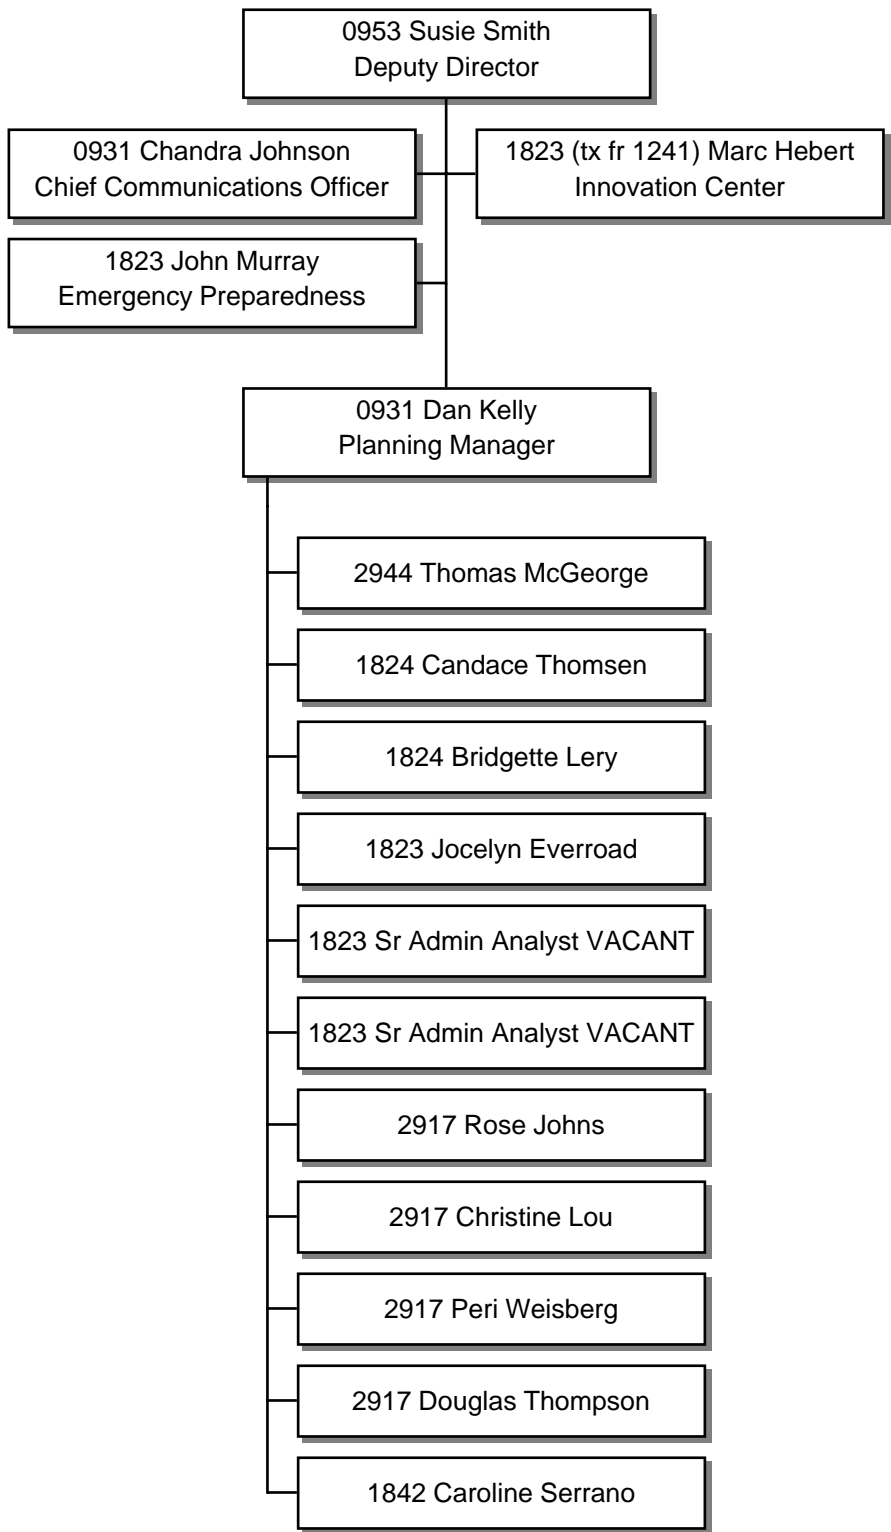 0953 Susie Smith
Deputy Director
0931 Chandra Johnson
Chief Communications Officer
1823 (tx fr 1241) Marc Hebert
Innovation Center
1823 John Murray
Emergency Preparedness
0931 Dan Kelly
Planning Manager
2944 Thomas McGeorge
1824 Candace Thomsen
1824 Bridgette Lery
1823 Jocelyn Everroad
1823 Sr Admin Analyst VACANT
1823 Sr Admin Analyst VACANT
2917 Rose Johns
2917 Christine Lou
2917 Peri Weisberg
2917 Douglas Thompson
1842 Caroline Serrano